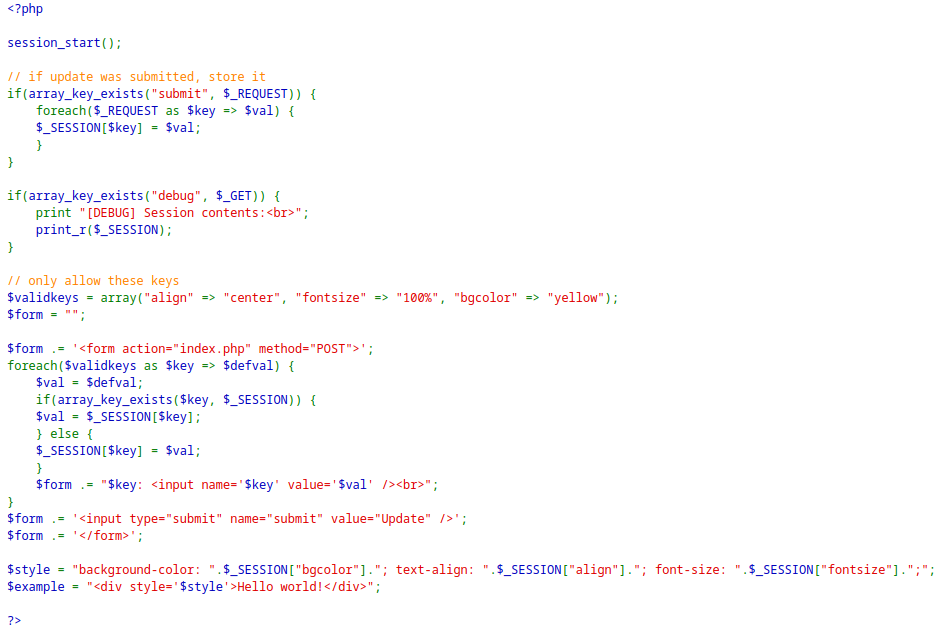 <?php
session_start();
// if update was submitted, store it
if(array_key_exists("submit", $_REQUEST)) {
    foreach($_REQUEST as $key => $val) {
    $_SESSION[$key] = $val;
    }
}
if(array_key_exists("debug", $_GET)) {
    print "[DEBUG] Session contents:<br>";
    print_r($_SESSION);
}
// only allow these keys
$validkeys = array("align" => "center", "fontsize" => "100%", "bgcolor" => "yellow");
$form = "";
$form .= '<form action="index.php" method="POST">';
foreach($validkeys as $key => $defval) {
    $val = $defval;
    if(array_key_exists($key, $_SESSION)) {
    $val = $_SESSION[$key];
    } else {
    $_SESSION[$key] = $val;
    }
    $form .= "$key: <input name='$key' value='$val' /><br>";
}
$form .= '<input type="submit" name="submit" value="Update" />';
$form .= '</form>';
$style = "background-color: ".$_SESSION["bgcolor"]."; text-align: ".$_SESSION["align"]."; font-size: ".$_SESSION["fontsize"].";";
$example = "<div style='$style'>Hello world!</div>";
?>